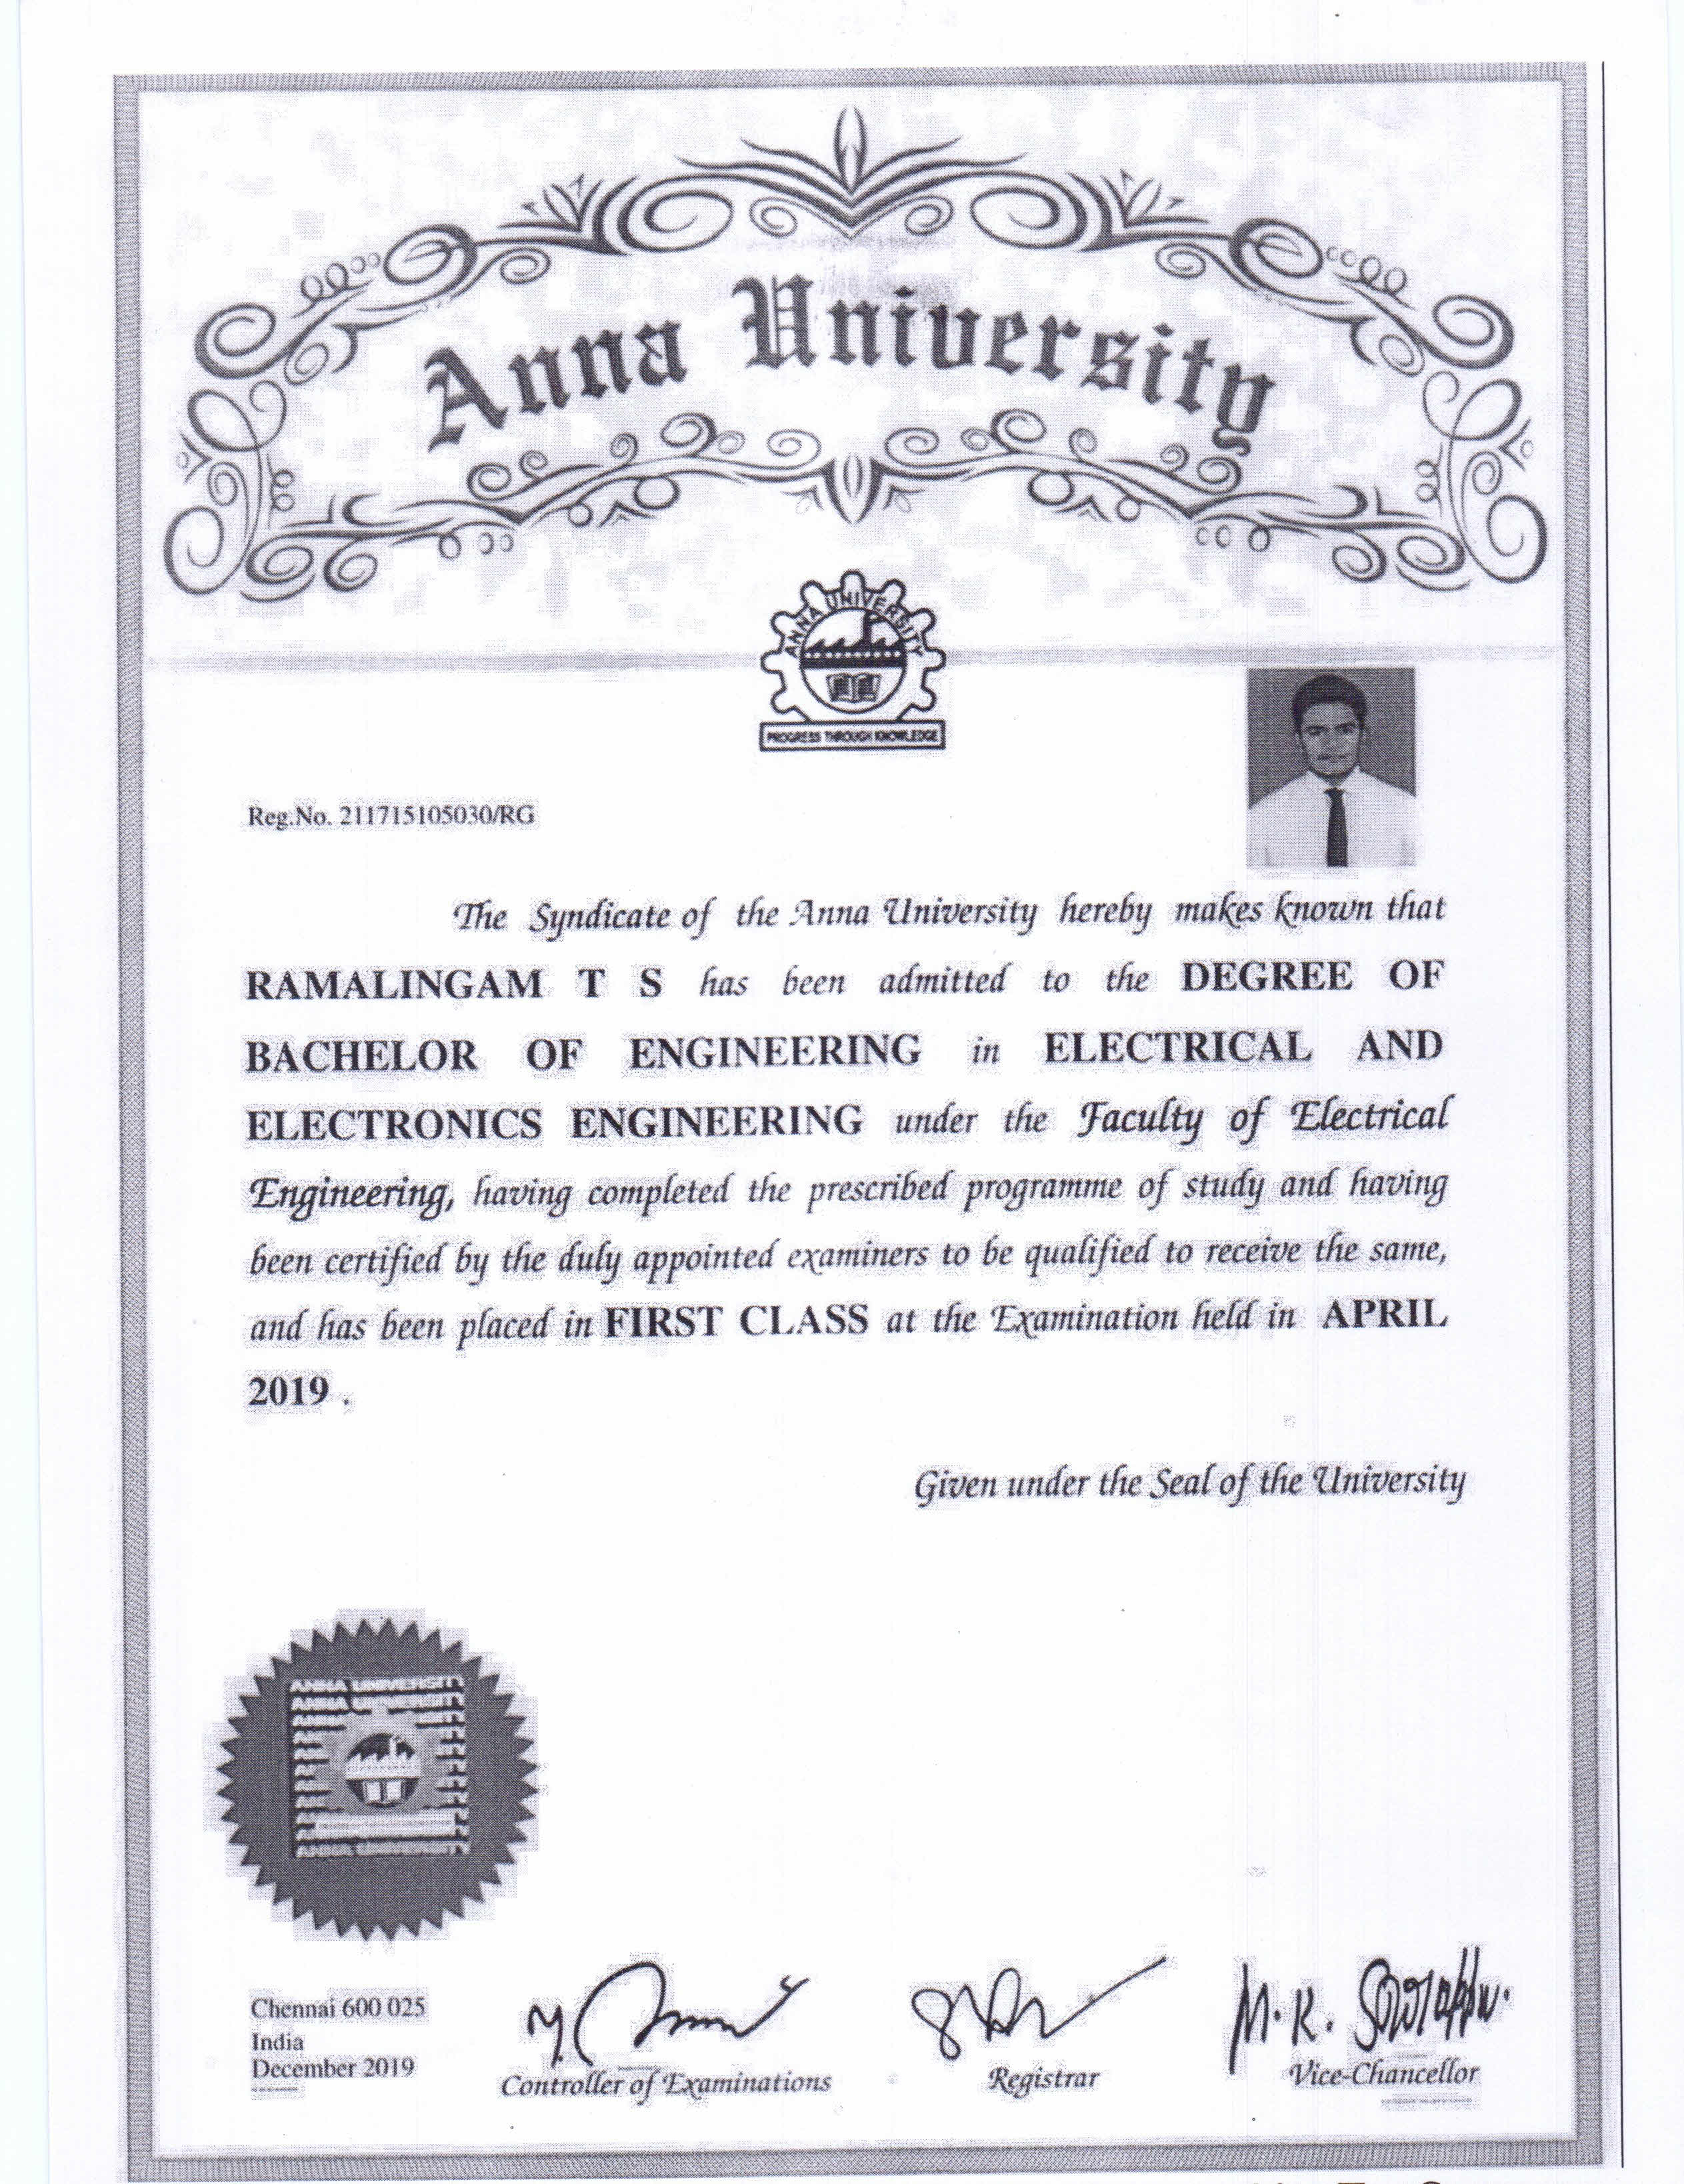 Anna University
ANNA UNIVERSITY
PROGRESS THROUGH KNOWLEDGE
Reg.No. 211715105030/RG
The Syndicate of the Anna University hereby makes known that
RAMALINGAM T S has been admitted to the DEGREE OF
BACHELOR OF ENGINEERING in ELECTRICAL AND
ELECTRONICS ENGINEERING under the Faculty of Electrical
Engineering, having completed the prescribed programme of study and having
been certified by the duly appointed examiners to be qualified to receive the same,
and has been placed in FIRST CLASS at the Examination held in APRIL
2019 .
Given under the Seal of the University
ANNA UNIVERSITY
ANNA UNIVERSITY
ANNA UNIVERSITY
Chennai 600 025
India
December 2019
Controller of Examinations
Registrar
M. K.
Vice-Chancellor